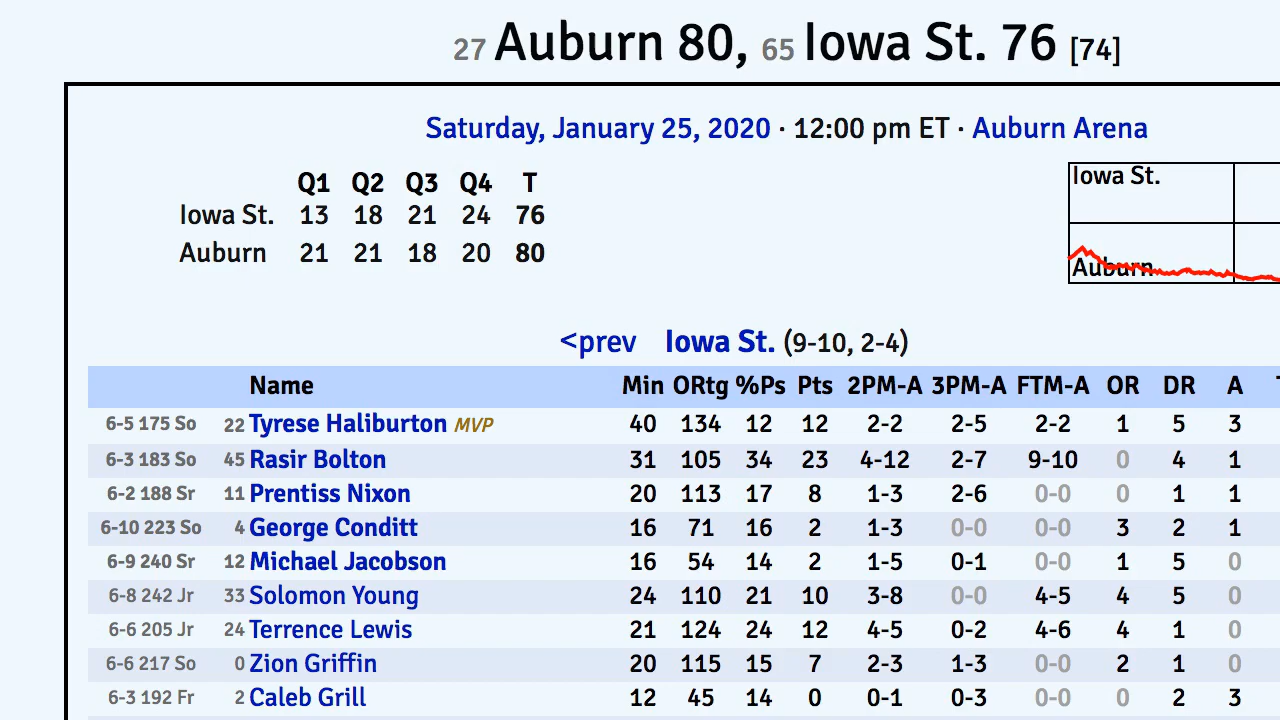 27 Auburn 80, 65 Iowa St. 76 [74]
Saturday, January 25, 2020 · 12:00 pm ET · Auburn Arena
Q1 Q2 Q3 Q4 T
Iowa St. 13 18 21 24 76
Auburn 21 21 18 20 80
Iowa St.
Auburn
<prev Iowa St. (9-10, 2-4)
Name Min ORtg %Ps Pts 2PM-A 3PM-A FTM-A OR DR A
6-5 175 So 22 Tyrese Haliburton MVP 40 134 12 12 2-2 2-5 2-2 1 5 3
6-3 183 So 45 Rasir Bolton 31 105 34 23 4-12 2-7 9-10 0 4 1
6-2 188 Sr 11 Prentiss Nixon 20 113 17 8 1-3 2-6 0-0 0 1 1
6-10 223 So 4 George Conditt 16 71 16 2 1-3 0-0 0-0 3 2 1
6-9 240 Sr 12 Michael Jacobson 16 54 14 2 1-5 0-1 0-0 1 5 0
6-8 242 Jr 33 Solomon Young 24 110 21 10 3-8 0-0 4-5 4 5 0
6-6 205 Jr 24 Terrence Lewis 21 124 24 12 4-5 0-2 4-6 4 1 0
6-6 217 So 0 Zion Griffin 20 115 15 7 2-3 1-3 0-0 2 1 0
6-3 192 Fr 2 Caleb Grill 12 45 14 0 0-1 0-3 0-0 0 2 3